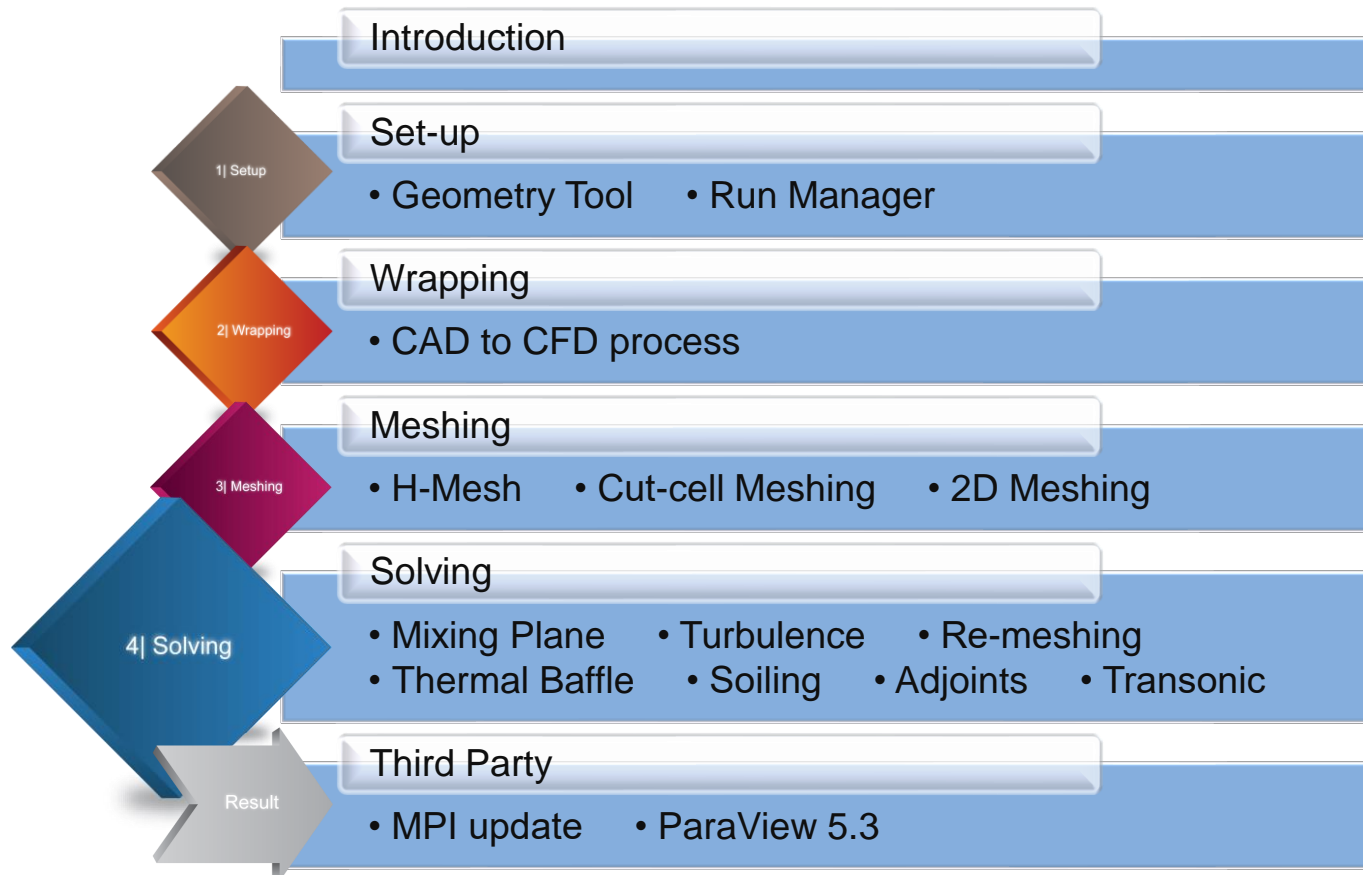 Introduction
1| Setup
Set-up
• Geometry Tool • Run Manager
2| Wrapping
Wrapping
• CAD to CFD process
3| Meshing
Meshing
• H-Mesh • Cut-cell Meshing • 2D Meshing
4| Solving
Solving
• Mixing Plane • Turbulence • Re-meshing
• Thermal Baffle • Soiling • Adjoints • Transonic
Result
Third Party
• MPI update • ParaView 5.3